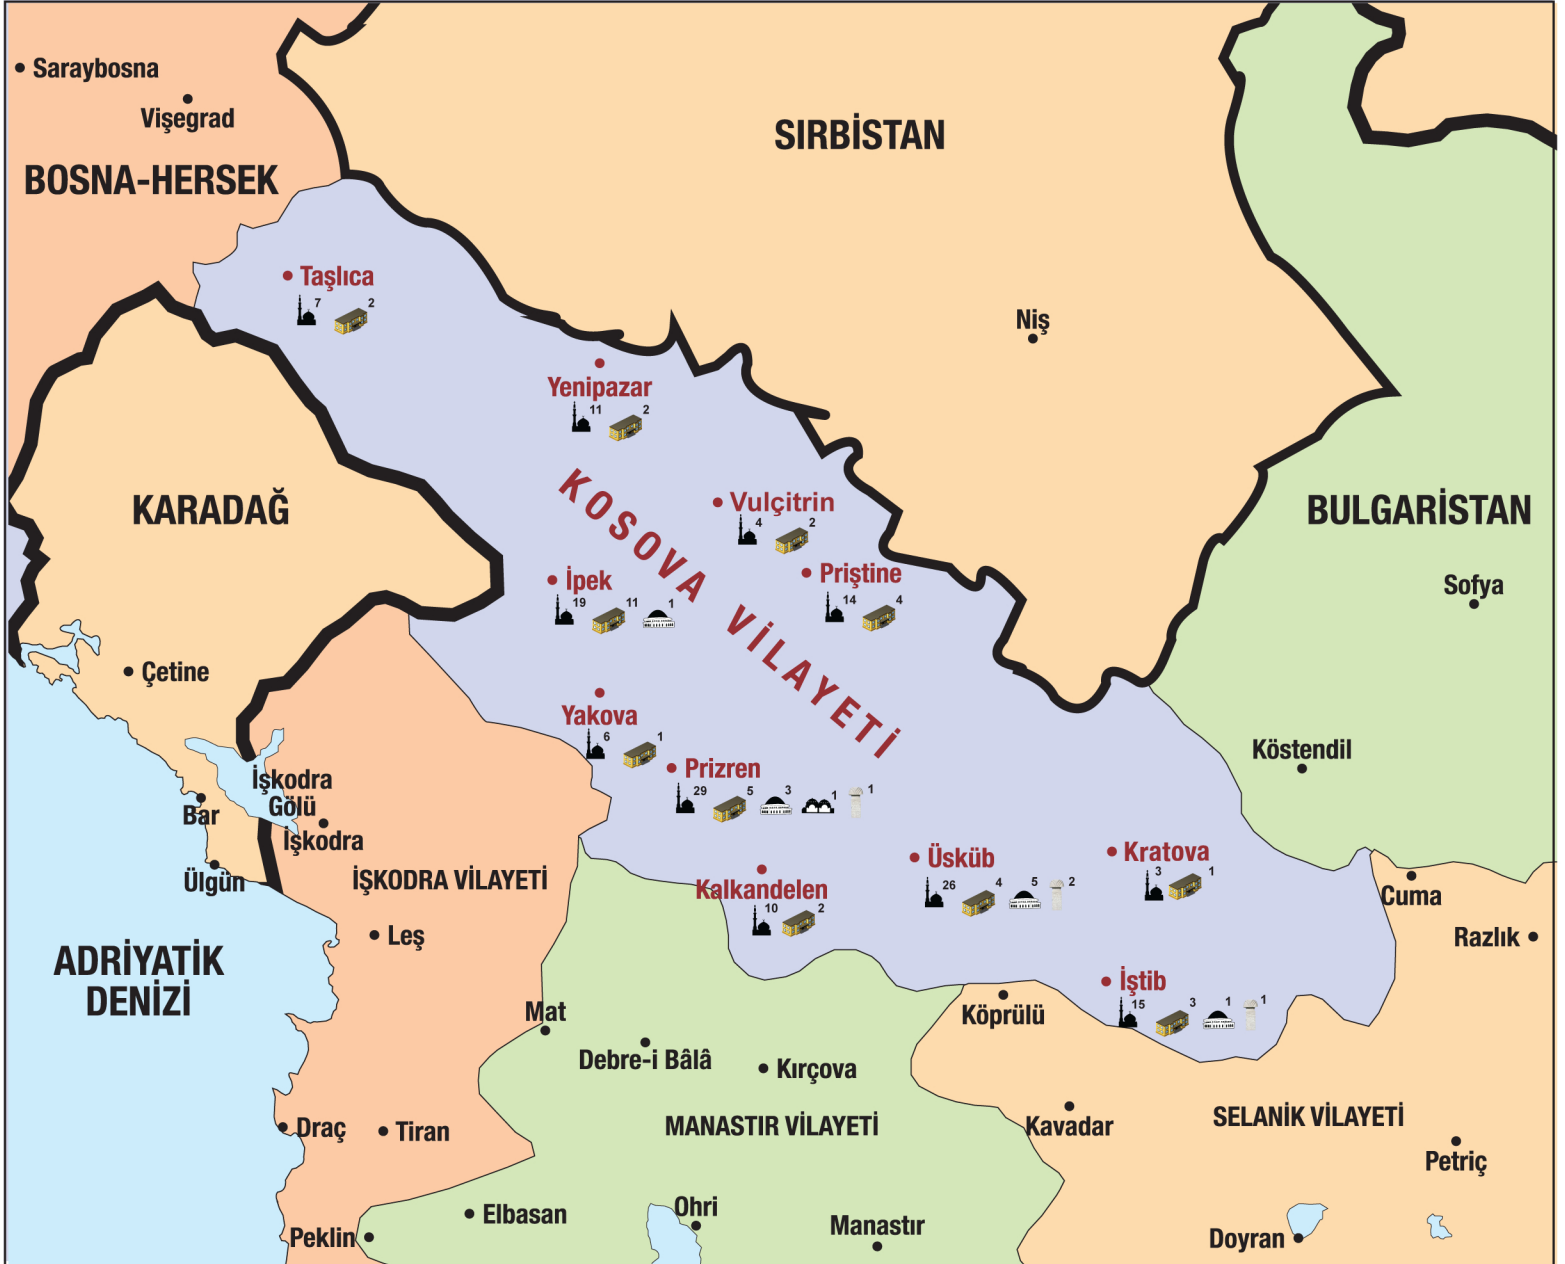 Saraybosna
Vişegrad
BOSNA-HERSEK
SIRBİSTAN
Taşlıca
7
2
Niş
Yenipazar
11
2
KARADAĞ
KOSOVA VİLAYETİ
Vulçitrin
4
2
BULGARİSTAN
İpek
19
11
1
Priştine
14
4
Sofya
Çetine
Yakova
6
1
Prizren
29
5
3
1
1
Köstendil
İşkodra
Gölü
Bar
İşkodra
Ülgün
İŞKODRA VİLAYETİ
Kalkandelen
10
2
Üsküb
26
4
5
2
Kratova
3
1
Cuma
Leş
Razlık
ADRİYATİK
DENİZİ
İştib
15
3
1
1
Köprülü
Mat
Debre-i Bâlâ
Kırçova
Draç
Tiran
MANASTIR VİLAYETİ
Kavadar
SELANİK VİLAYETİ
Petriç
Elbasan
Ohri
Manastır
Peklin
Doyran